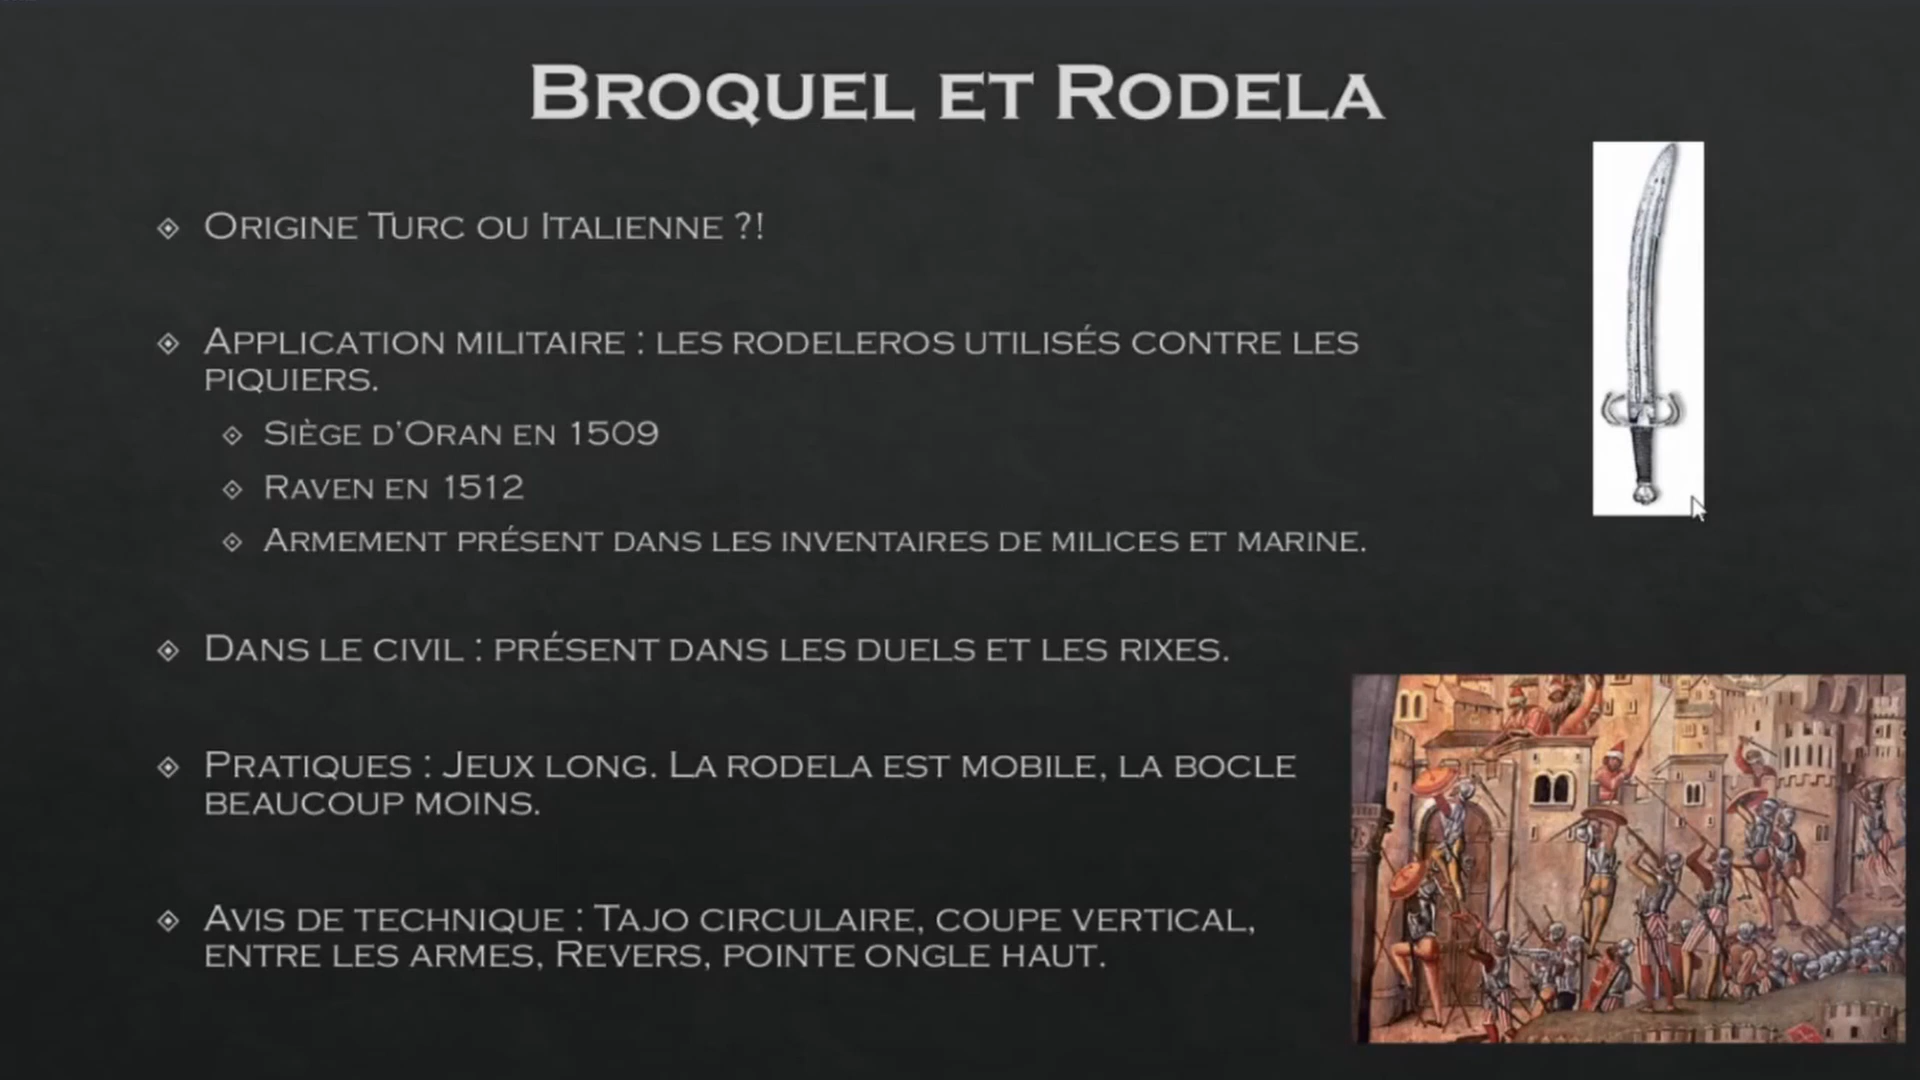 Broquel et Rodela
Origine Turc ou Italienne ?!
Application militaire : les rodeleros utilisés contre les
piquiers.
Siège d'Oran en 1509
Raven en 1512
Armement présent dans les inventaires de milices et marine.
Dans le civil : présent dans les duels et les rixes.
Pratiques : Jeux long. La rodela est mobile, la bocle
beaucoup moins.
Avis de technique : Tajo circulaire, coupe vertical,
entre les armes, Revers, pointe ongle haut.